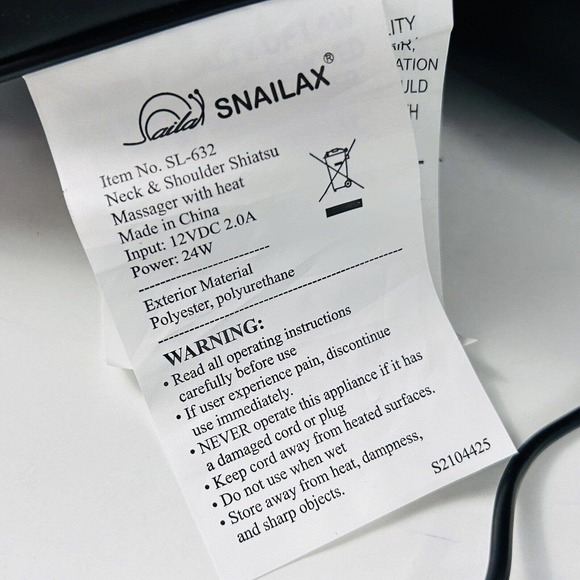 Snailax
SNAILAX®
Item No. SL-632
Neck & Shoulder Shiatsu
Massager with heat
Made in China
Input: 12VDC 2.0A
Power: 24W
Exterior Material
Polyester, polyurethane
WARNING:
• Read all operating instructions
carefully before use
• If user experience pain, discontinue
use immediately.
• NEVER operate this appliance if it has
a damaged cord or plug
• Keep cord away from heated surfaces.
• Do not use when wet
• Store away from heat, dampness,
and sharp objects.
S2104425